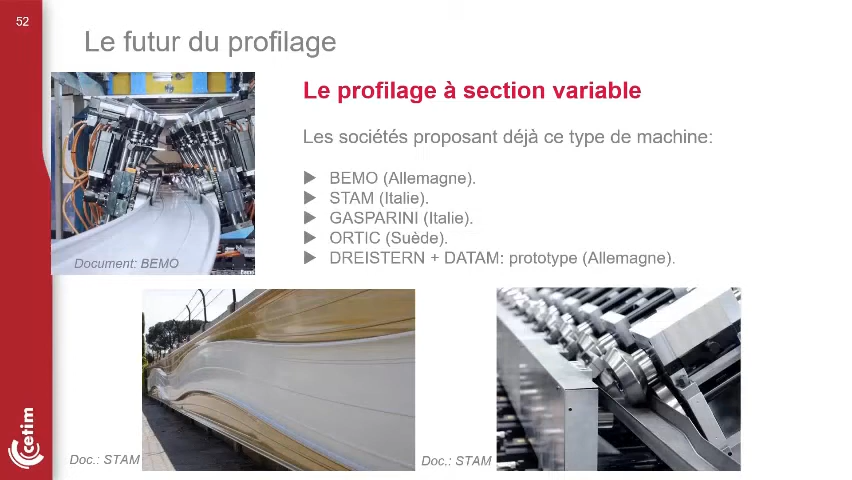 52
Le futur du profilage
Le profilage à section variable
Les sociétés proposant déjà ce type de machine:
BEMO (Allemagne).
STAM (Italie).
GASPARINI (Italie).
ORTIC (Suède).
DREISTERN + DATAM: prototype (Allemagne).
Document: BEMO
Bemo
Doc.: STAM
Doc.: STAM
cetim